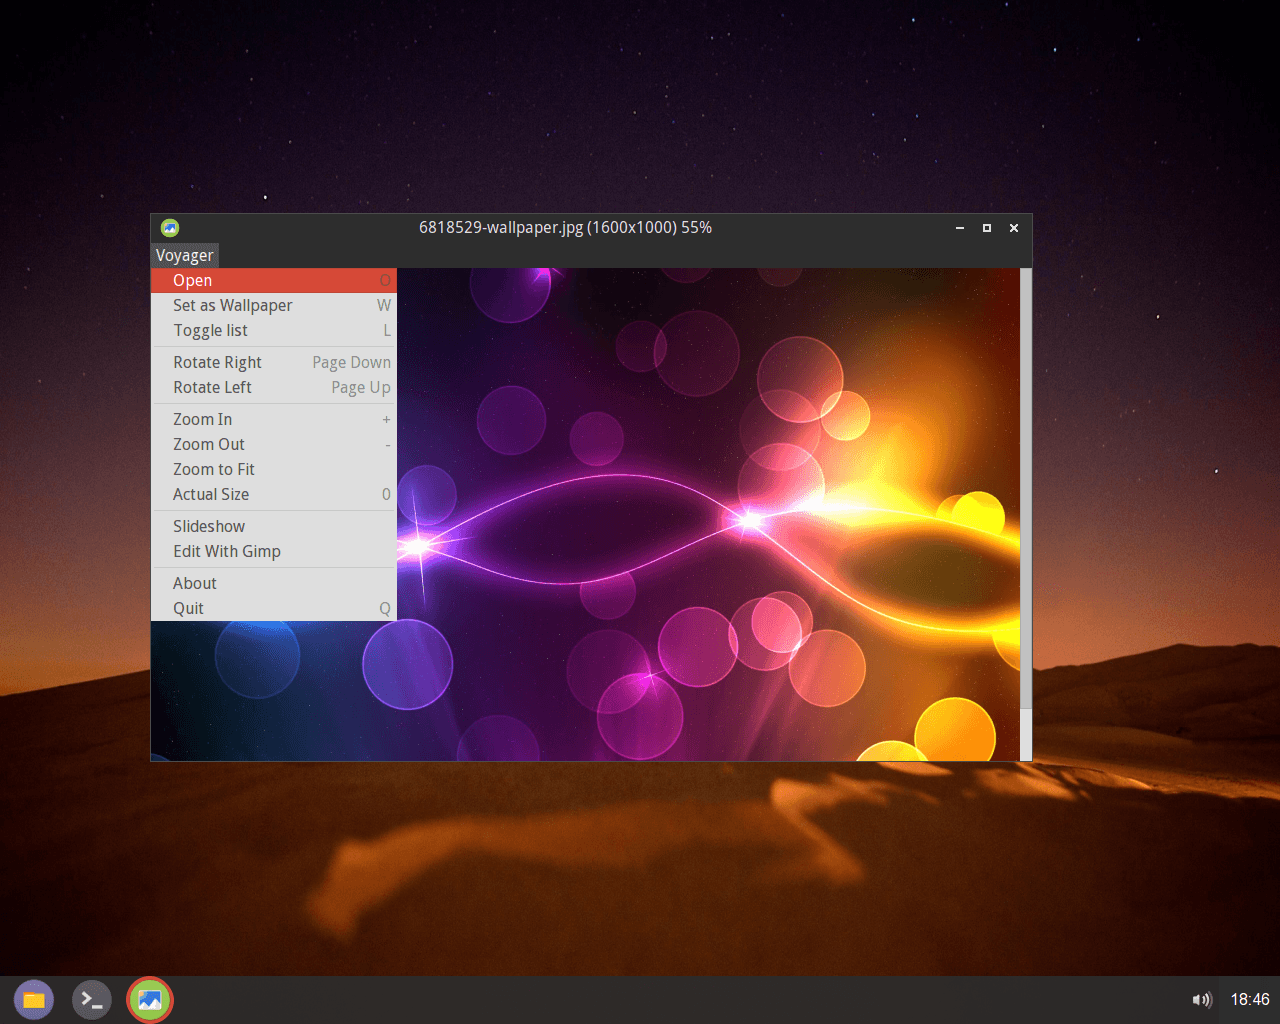 6818529-wallpaper.jpg (1600x1000) 55%
Voyager
Open O
Set as Wallpaper W
Toggle list L
Rotate Right Page Down
Rotate Left Page Up
Zoom In +
Zoom Out -
Zoom to Fit
Actual Size 0
Slideshow
Edit With Gimp
About
Quit Q
18:46